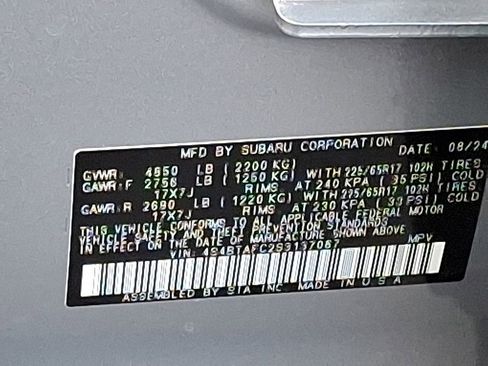 MFD BY SUBARU CORPORATION DATE: 08/24
GVWR: 4850 LB (2200 KG)
GAWR:F 2756 LB (1250 KG) WITH 225/65R17 102H TIRES
17X7J RIMS AT 240 KPA (35 PSI) COLD
GAWR:R 2690 LB (1220 KG) WITH 225/65R17 102H TIRES
17X7J RIMS AT 230 KPA (33 PSI) COLD
THIS VEHICLE CONFORMS TO ALL APPLICABLE FEDERAL MOTOR
VEHICLE SAFETY AND THEFT PREVENTION STANDARDS
IN EFFECT ON THE DATE OF MANUFACTURE SHOWN ABOVE
VIN: MPV
ASSEMBLED BY SIA INC. MADE IN U.S.A